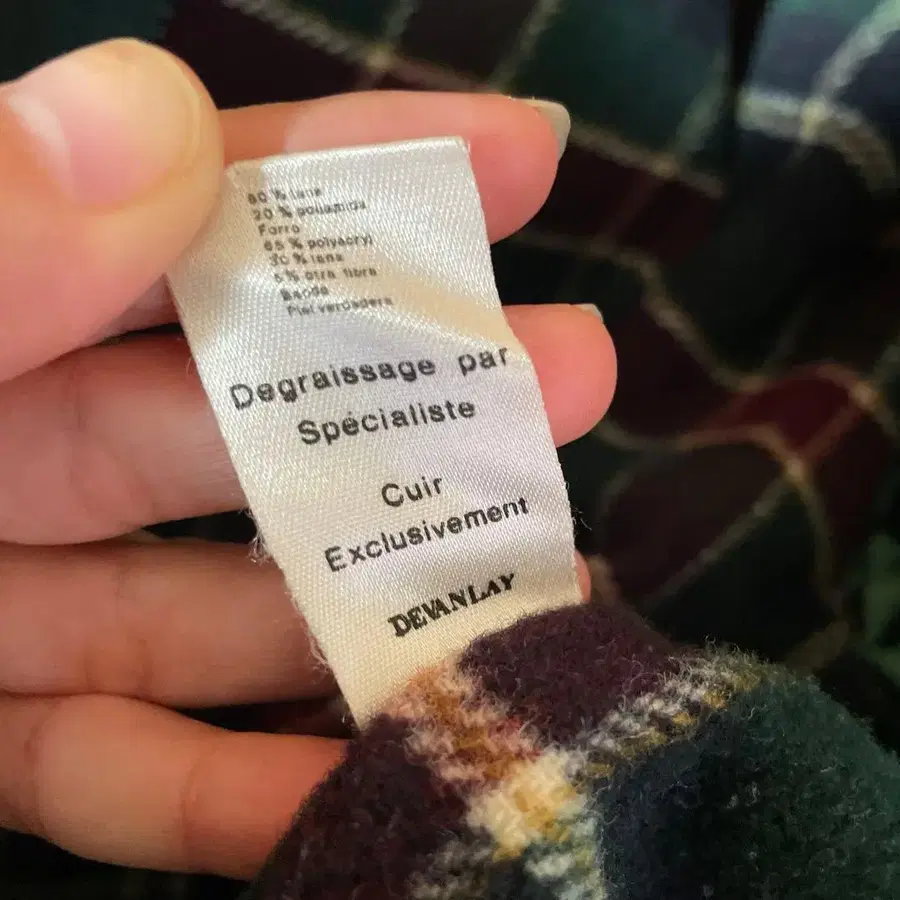 80 % lana
20 % poliamida
Forro
65 % polyacryl
30 % lana
5 % otra fibra
Banda
Piel verdadera
Degraissage par
Spécialiste
Cuir
Exclusivement
DEVANLAY